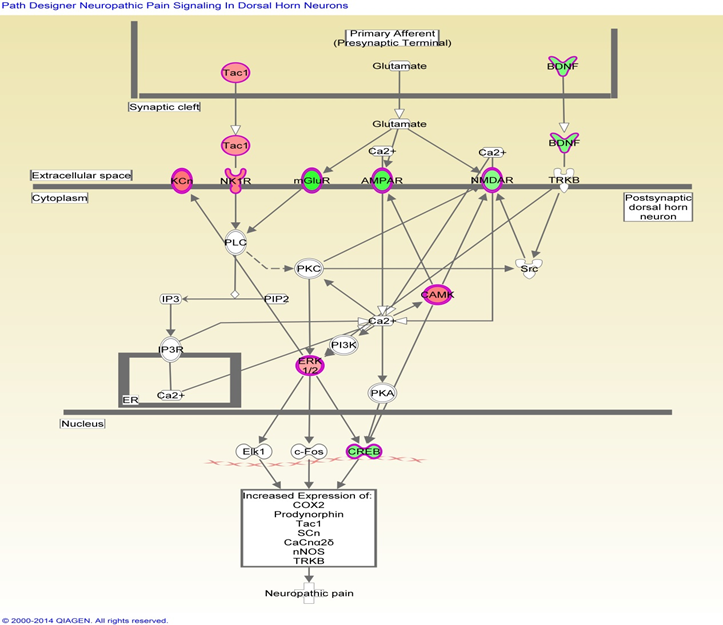 Path Designer Neuropathic Pain Signaling In Dorsal Horn Neurons
Primary Afferent
(Presynaptic Terminal)
Tac1
Glutamate
BDNF
Synaptic cleft
Glutamate
Tac1
Ca2+
Ca2+
BDNF
Extracellular space
KCn
NK1R
mGluR
AMPAR
NMDAR
TRKB
Cytoplasm
Postsynaptic
dorsal horn
neuron
PLC
PKC
Src
IP3
PIP2
CAMK
Ca2+
IP3R
PI3K
ERK
1/2
Ca2+
ER
PKA
Nucleus
Elk1
c-Fos
CREB
Increased Expression of:
COX2
Prodynorphin
Tac1
SCn
CaCnα2δ
nNOS
TRKB
Neuropathic pain
© 2000-2014 QIAGEN. All rights reserved.